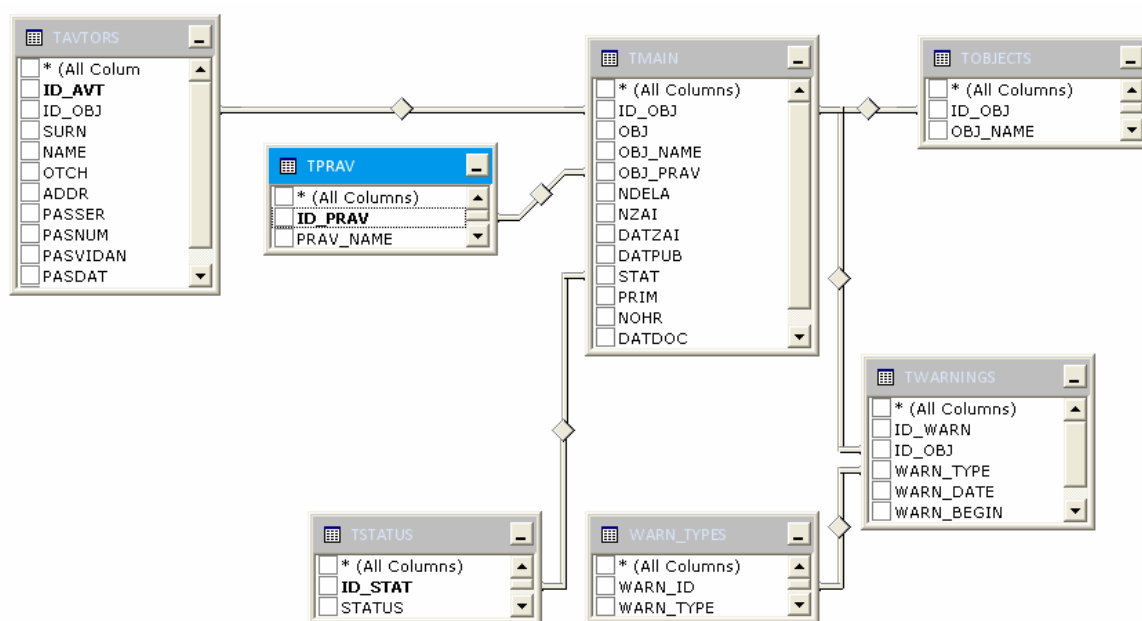 TAVTORS
* (All Colum
ID_AVT
ID_OBJ
SURN
NAME
OTCH
ADDR
PASSER
PASNUM
PASVIDAN
PASDAT
TPRAV
* (All Columns)
ID_PRAV
PRAV_NAME
TMAIN
* (All Columns)
ID_OBJ
OBJ
OBJ_NAME
OBJ_PRAV
NDELA
NZAI
DATZAI
DATPUB
STAT
PRIM
NOHR
DATDOC
TOBJECTS
* (All Columns)
ID_OBJ
OBJ_NAME
TWARNINGS
* (All Columns)
ID_WARN
ID_OBJ
WARN_TYPE
WARN_DATE
WARN_BEGIN
TSTATUS
* (All Columns)
ID_STAT
STATUS
WARN_TYPES
* (All Columns)
WARN_ID
WARN_TYPE